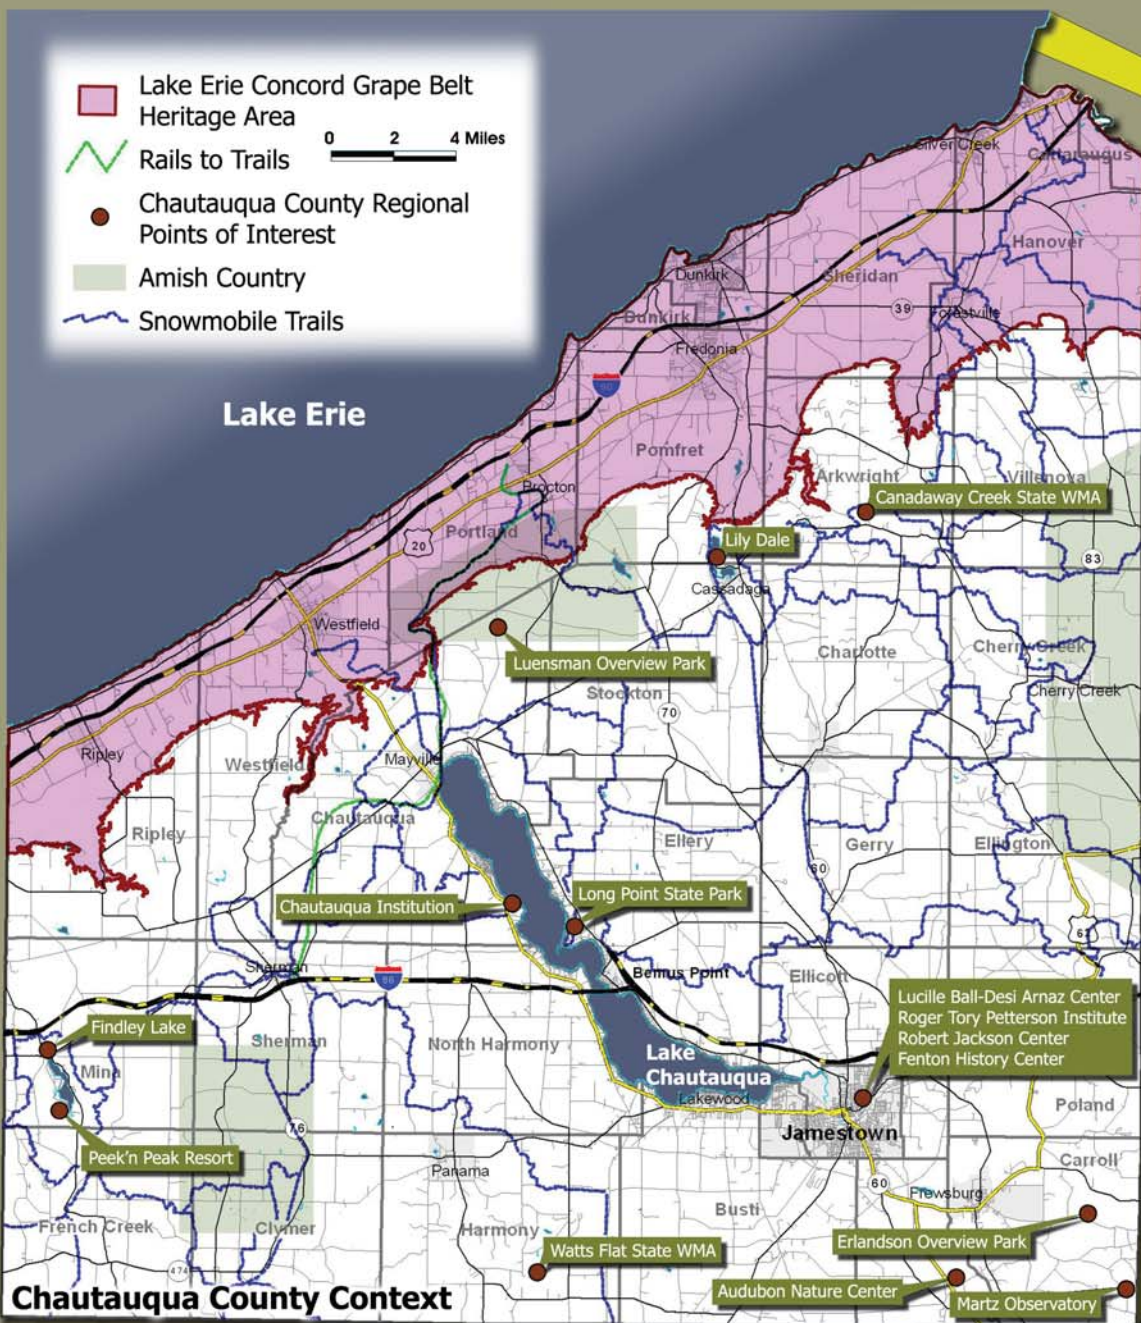 Lake Erie Concord Grape Belt
Heritage Area
0 2 4 Miles
Rails to Trails
Chautauqua County Regional
Points of Interest
Amish Country
Snowmobile Trails
Lake Erie
Silver Creek
Cattaraugus
Hanover
Dunkirk
Sheridan
Dunkirk
39
Forestville
Fredonia
90
Pomfret
Arkwright
Villenova
Canadaway Creek State WMA
Brocton
Portland
20
Lily Dale
83
Cassadaga
Westfield
Luensman Overview Park
Charlotte
Cherry Creek
Cherry Creek
Stockton
70
Ripley
Westfield
Mayville
Chautauqua
Ripley
Ellery
Gerry
Ellington
60
Chautauqua Institution
Long Point State Park
62
Sherman
86
Bemus Point
Ellicott
Lucille Ball-Desi Arnaz Center
Roger Tory Petterson Institute
Robert Jackson Center
Fenton History Center
Findley Lake
Mina
Sherman
North Harmony
Lake
Chautauqua
Lakewood
Poland
76
Jamestown
Peek'n Peak Resort
Panama
Carroll
60
Frewsburg
French Creek
Clymer
Harmony
Busti
Erlandson Overview Park
Watts Flat State WMA
474
Audubon Nature Center
Martz Observatory
Chautauqua County Context